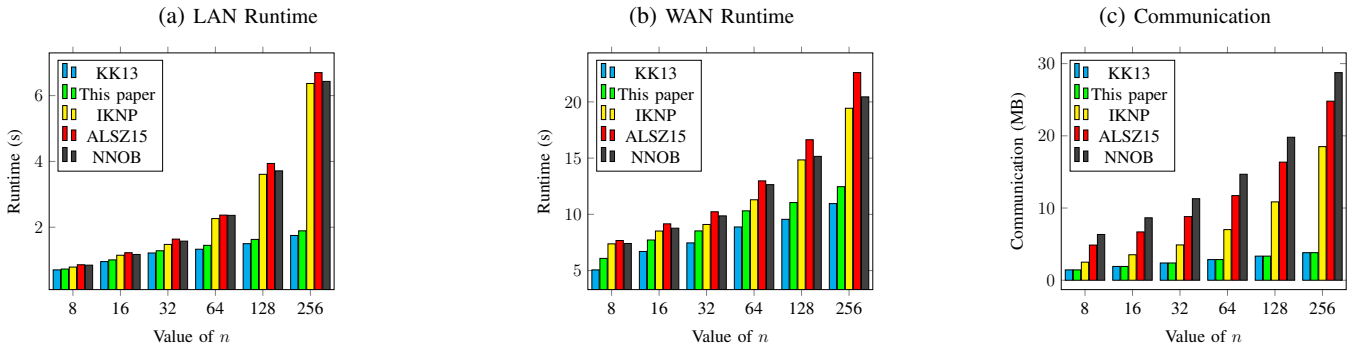 (a) LAN Runtime
6
4
2
Runtime (s)
KK13
This paper
IKNP
ALSZ15
NNOB
8 16 32 64 128 256
Value of n
(b) WAN Runtime
20
15
10
5
Runtime (s)
KK13
This paper
IKNP
ALSZ15
NNOB
8 16 32 64 128 256
Value of n
(c) Communication
30
20
10
0
Communication (MB)
KK13
This paper
IKNP
ALSZ15
NNOB
8 16 32 64 128 256
Value of n